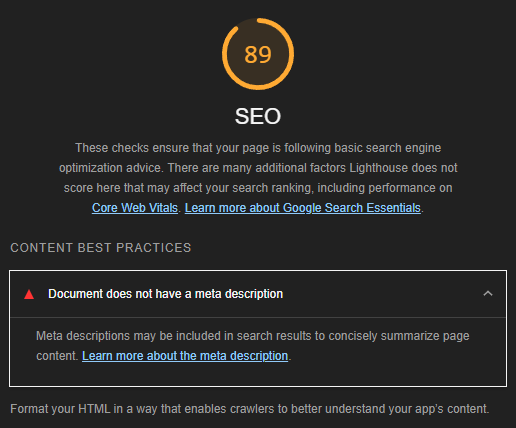 89
SEO
These checks ensure that your page is following basic search engine
optimization advice. There are many additional factors Lighthouse does not
score here that may affect your search ranking, including performance on
Core Web Vitals. Learn more about Google Search Essentials.
CONTENT BEST PRACTICES
Document does not have a meta description
Meta descriptions may be included in search results to concisely summarize page
content. Learn more about the meta description.
Format your HTML in a way that enables crawlers to better understand your app's content.